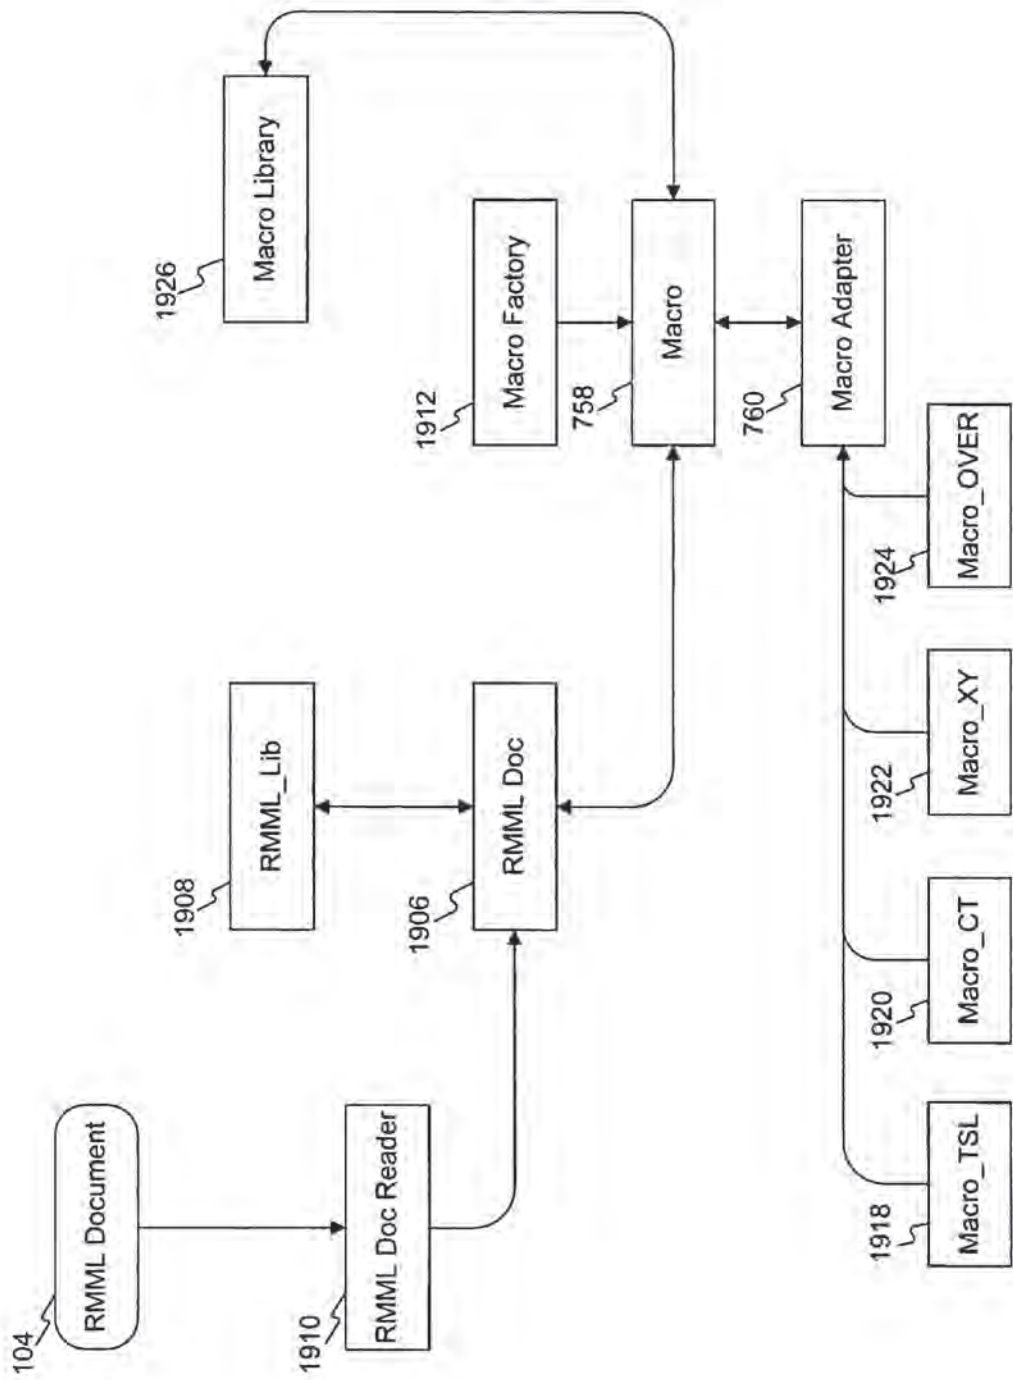 104
RMML Document
1910
RMML Doc Reader
1908
RMML_Lib
1906
RMML Doc
1926
Macro Library
1912
Macro Factory
758
Macro
760
Macro Adapter
1918
Macro_TSL
1920
Macro_CT
1922
Macro_XY
1924
Macro_OVER